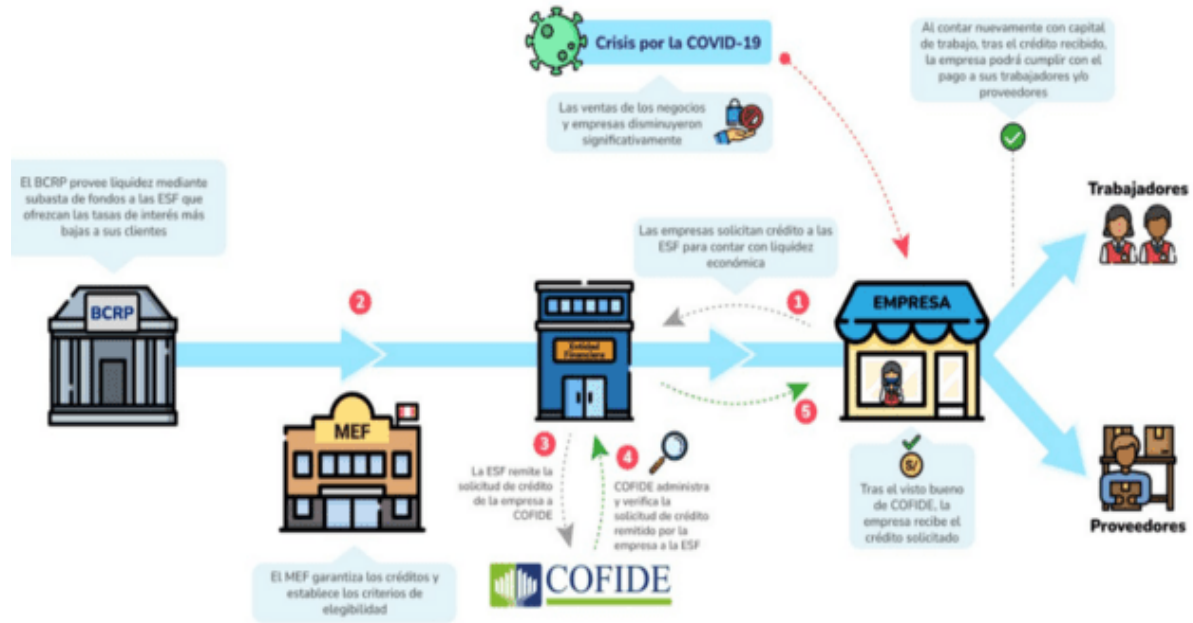 Crisis por la COVID-19
Las ventas de los negocios
y empresas disminuyeron
significativamente
Al contar nuevamente con capital
de trabajo, tras el crédito recibido,
la empresa podrá cumplir con el
pago a sus trabajadores y/o
proveedores
El BCRP provee liquidez mediante
subasta de fondos a las ESF que
ofrezcan las tasas de interés más
bajas a sus clientes
BCRP
2
MEF
El MEF garantiza los créditos y
establece los criterios de
elegibilidad
Las empresas solicitan crédito a las
ESF para contar con liquidez
económica
1
Entidad
Financiera
5
EMPRESA
3
La ESF remite la
solicitud de crédito
de la empresa a
COFIDE
4
COFIDE administra
y verifica la
solicitud de crédito
remitido por la
empresa a la ESF
COFIDE
S/
Tras el visto bueno
de COFIDE, la
empresa recibe el
crédito solicitado
Trabajadores
Proveedores